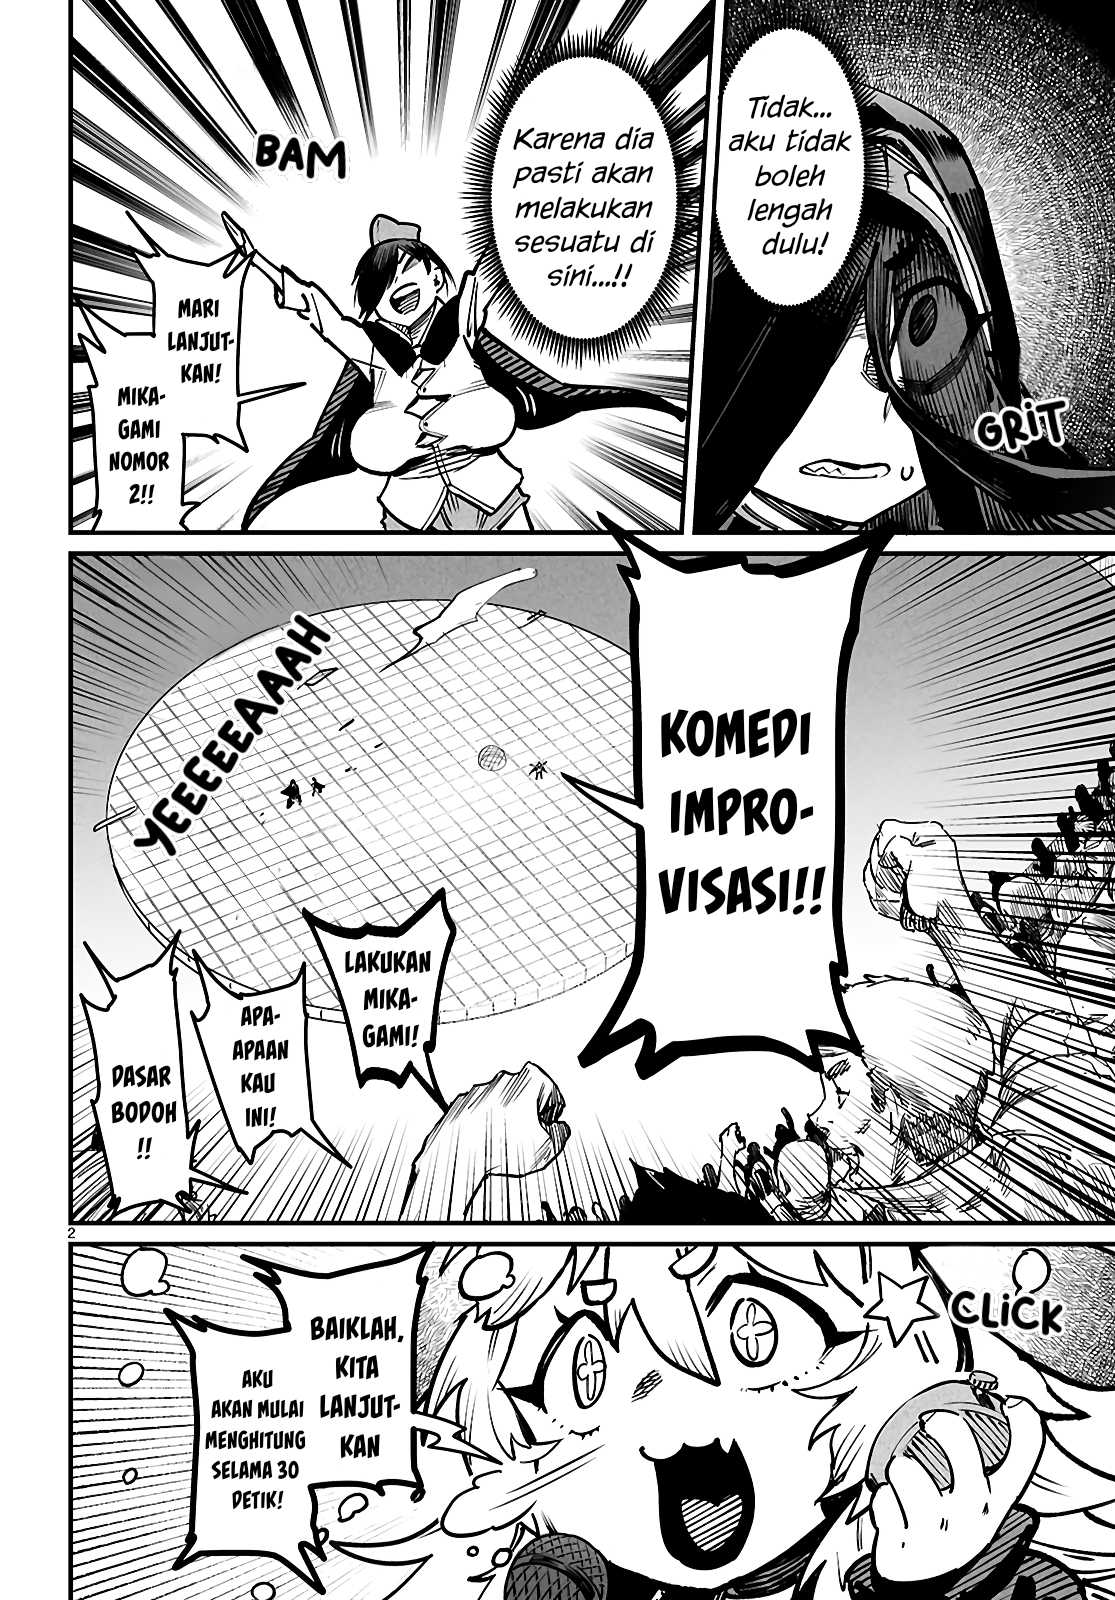 Tidak...
aku tidak
boleh
lengah
dulu!
GRIT
Karena dia
pasti akan
melakukan
sesuatu di
sini...!!
BAM
MARI
LANJUT-
KAN!
MIKA-
GAMI
NOMOR
2!!
KOMEDI
IMPRO-
VISASI!!
YEEEEEAAAAH
LAKUKAN
MIKA-
GAMI!
APA-
APAAN
KAU
INI!
DASAR
BODOH
!!
2
CLICK
BAIKLAH,
KITA
LANJUT-
KAN
AKU
AKAN MULAI
MENGHITUNG
SELAMA 30
DETIK!